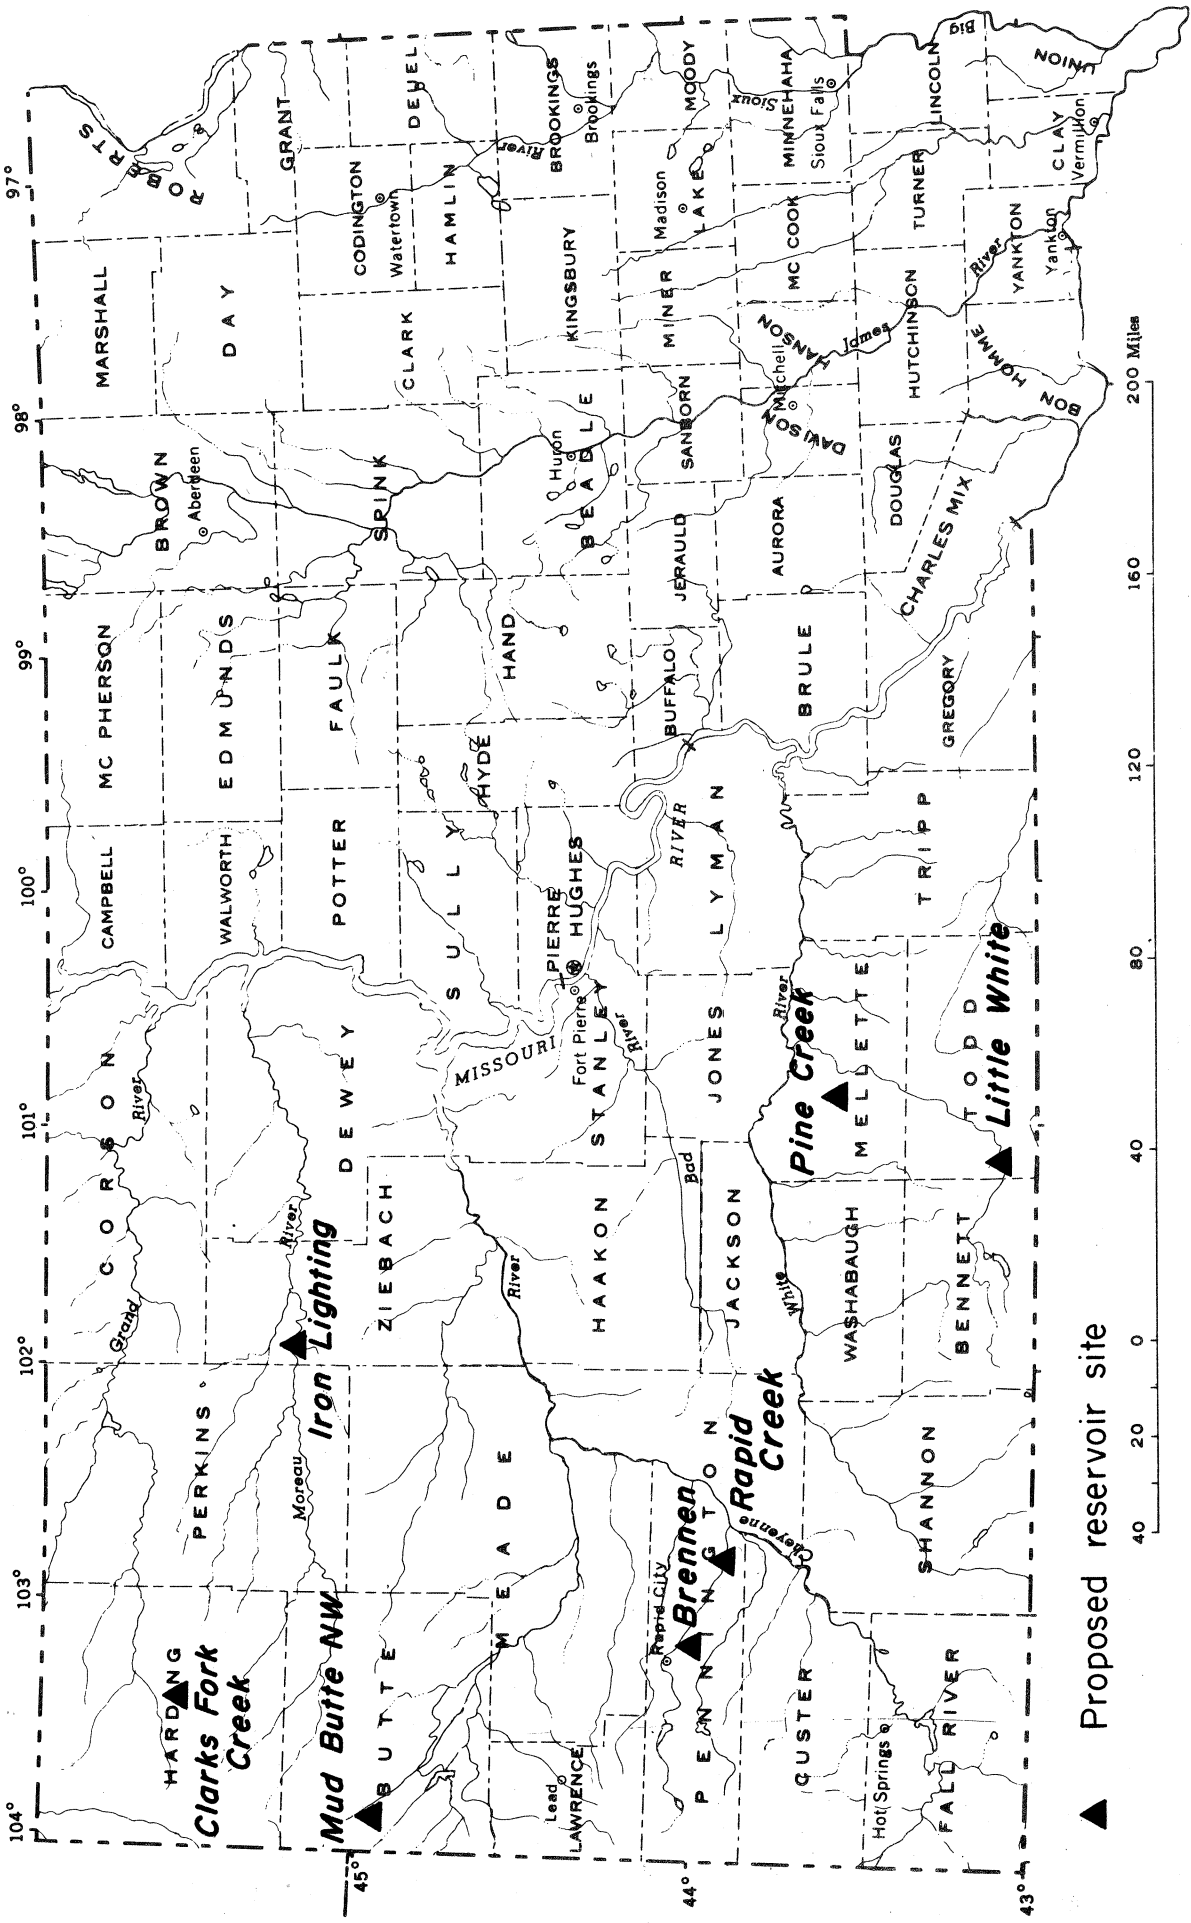 104°
103°
102°
101°
100°
99°
98°
97°
45°
44°
43°
HARDING
Clarks Fork
Creek
PERKINS
Grand
River
CORSON
CAMPBELL
MC PHERSON
BROWN
Aberdeen
MARSHALL
DAY
ROBERTS
GRANT
WALWORTH
EDMUNDS
Mud Butte NW
BUTTE
Moreau
River
Iron Lighting
ZIEBACH
DEWEY
POTTER
FAULK
SPINK
CLARK
CODINGTON
Watertown
HAMLIN
DEUEL
MEADE
River
MISSOURI
SULLY
HYDE
HAND
BEADLE
Huron
KINGSBURY
BROOKINGS
Brookings
River
Lead
LAWRENCE
HAAKON
STANLEY
Fort Pierre
PIERRE
HUGHES
RIVER
BUFFALO
JERAULD
SANBORN
MINER
LAKE
Madison
MOODY
Rapid City
Brennen
PENNINGTON
Rapid
Creek
Cheyenne
Bad
River
JACKSON
JONES
LYMAN
BRULE
AURORA
DAVISON
Mitchell
HANSON
MC COOK
MINNEHAHA
Sioux Falls
Sioux
Big
CUSTER
White
River
Pine Creek
WASHABAUGH
MELLETTE
TRIPP
GREGORY
CHARLES MIX
DOUGLAS
HUTCHINSON
James
River
TURNER
LINCOLN
Hot Springs
FALL RIVER
SHANNON
BENNETT
TODD
Little White
BON HOMME
YANKTON
Yankton
CLAY
Vermillion
UNION
40
20
0
40
80
120
160
200 Miles
Proposed reservoir site